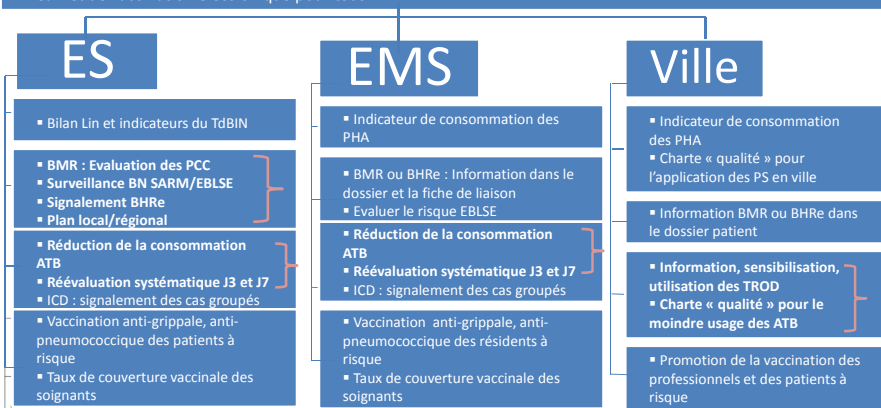 ES
▪ Bilan Lin et indicateurs du TdBIN
▪ BMR : Evaluation des PCC
▪ Surveillance BN SARM/EBLSE
▪ Signalement BHRe
▪ Plan local/régional
▪ Réduction de la consommation
ATB
▪ Réévaluation systématique J3 et J7
▪ ICD : signalement des cas groupés
▪ Vaccination anti-grippale, anti-
pneumococcique des patients à
risque
▪ Taux de couverture vaccinale des
soignants
EMS
▪ Indicateur de consommation des
PHA
▪ BMR ou BHRe : Information dans le
dossier et la fiche de liaison
▪ Evaluer le risque EBLSE
▪ Réduction de la consommation
ATB
▪ Réévaluation systématique J3 et J7
▪ ICD : signalement des cas groupés
▪ Vaccination anti-grippale, anti-
pneumococcique des résidents à
risque
▪ Taux de couverture vaccinale des
soignants
Ville
▪ Indicateur de consommation
des PHA
▪ Charte « qualité » pour
l'application des PS en ville
▪ Information BMR ou BHRe dans
le dossier patient
▪ Information, sensibilisation,
utilisation des TROD
▪ Charte « qualité » pour le
moindre usage des ATB
▪ Promotion de la vaccination des
professionnels et des patients à
risque